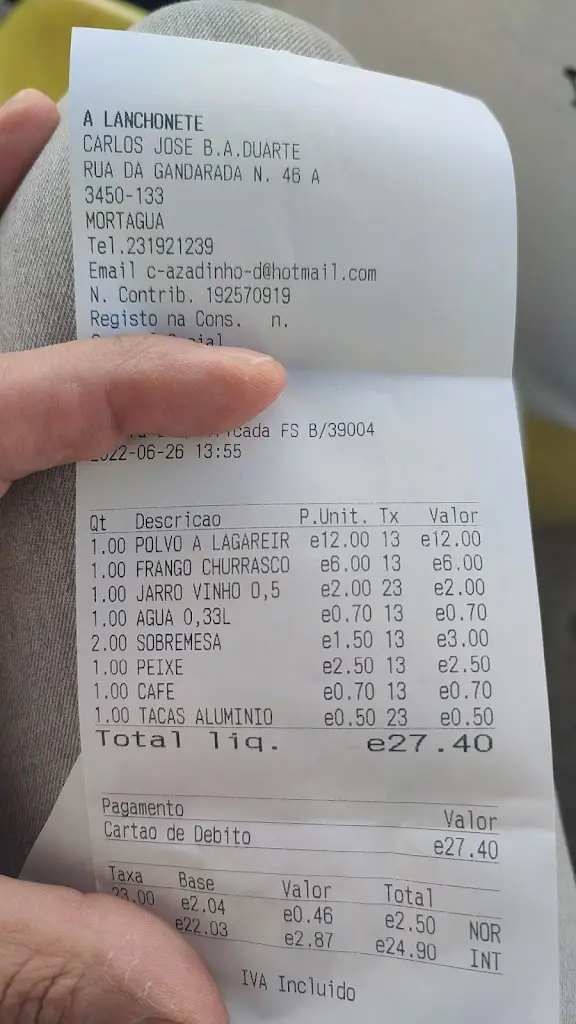 A LANCHONETE
CARLOS JOSE B.A.DUARTE
RUA DA GANDARADA N. 46 A
3450-133
MORTAGUA
Tel.231921239
Email c-azadinho-d@hotmail.com
N. Contrib. 192570919
Registo na Cons. n.
FS B/39004
2022-06-26 13:55
Qt Descricao P.Unit. Tx Valor
1.00 POLVO A LAGAREIR e12.00 13 e12.00
1.00 FRANGO CHURRASCO e6.00 13 e6.00
1.00 JARRO VINHO 0,5 e2.00 23 e2.00
1.00 AGUA 0,33L e0.70 13 e0.70
2.00 SOBREMESA e1.50 13 e3.00
1.00 PEIXE e2.50 13 e2.50
1.00 CAFE e0.70 13 e0.70
1.00 TACAS ALUMINIO e0.50 23 e0.50
Total liq. e27.40
Pagamento Valor
Cartao de Debito e27.40
Taxa Base Valor Total
23.00 e2.04 e0.46 e2.50 NOR
e22.03 e2.87 e24.90 INT
IVA Incluido